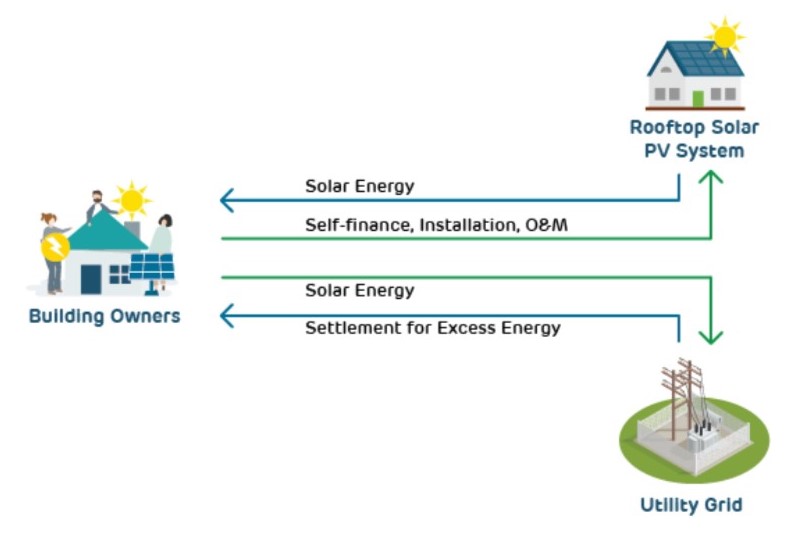 Rooftop Solar
PV System
Solar Energy
Self-finance, Installation, O&M
Solar Energy
Building Owners
Settlement for Excess Energy
Utility Grid